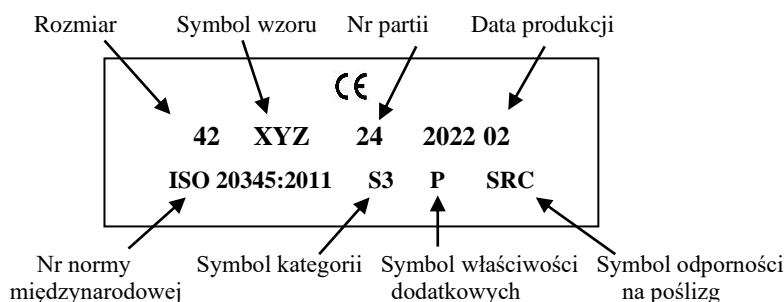 Rozmiar Symbol wzoru Nr partii Data produkcji
CE
42 XYZ 24 2022 02
ISO 20345:2011 S3 P SRC
Nr normy Symbol kategorii Symbol właściwości Symbol odporności
międzynarodowej dodatkowych na poślizg